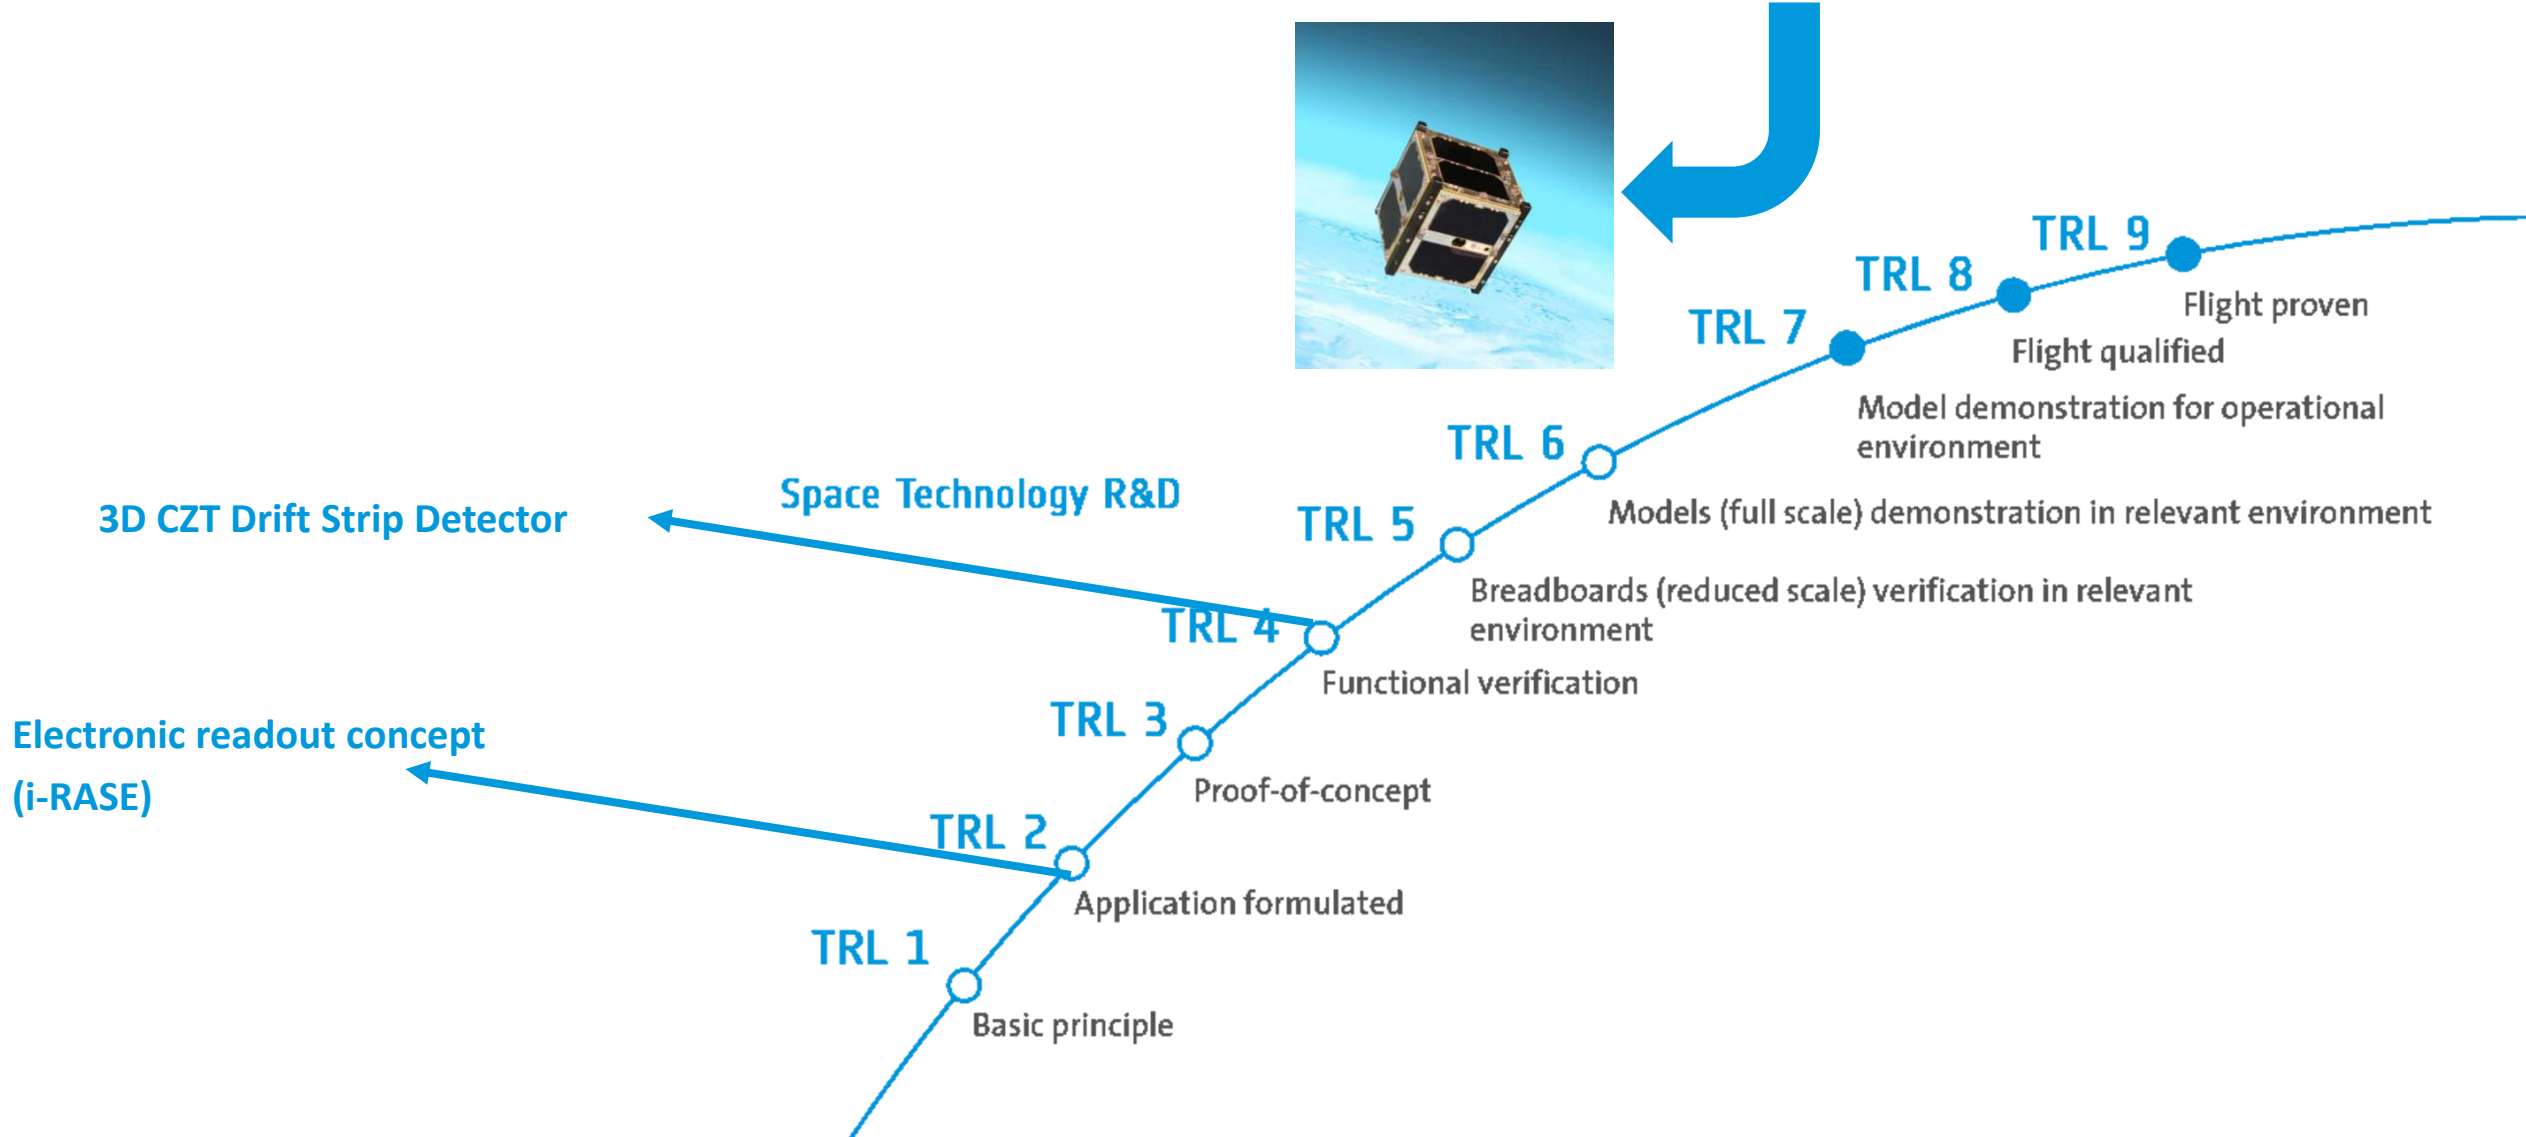 TRL 9
Flight proven
TRL 8
Flight qualified
TRL 7
Model demonstration for operational
environment
TRL 6
Models (full scale) demonstration in relevant environment
Space Technology R&D
3D CZT Drift Strip Detector
TRL 5
Breadboards (reduced scale) verification in relevant
environment
TRL 4
Functional verification
TRL 3
Proof-of-concept
Electronic readout concept
(i-RASE)
TRL 2
Application formulated
TRL 1
Basic principle